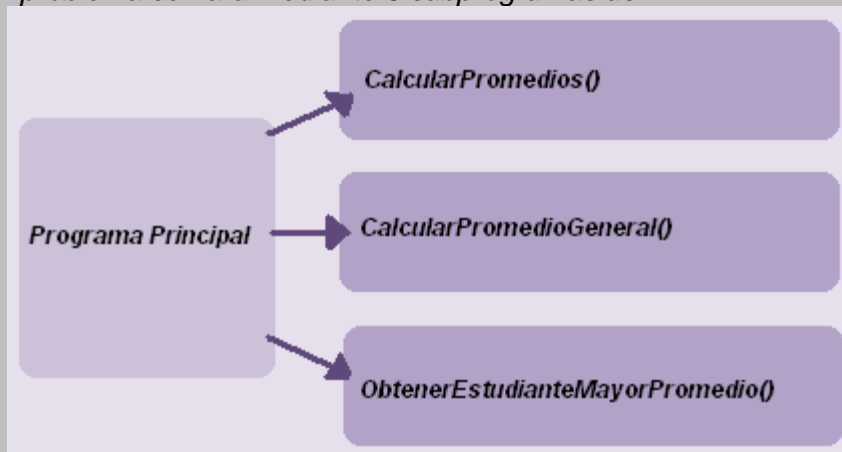 CalcularPromedios()
Programa Principal
CalcularPromedioGeneral()
ObtenerEstudianteMayorPromedio()